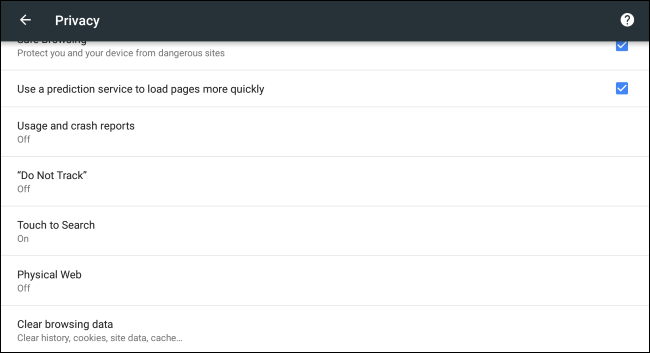 Privacy
Safe Browsing
Protect you and your device from dangerous sites
Use a prediction service to load pages more quickly
Usage and crash reports
Off
“Do Not Track”
Off
Touch to Search
On
Physical Web
Off
Clear browsing data
Clear history, cookies, site data, cache…